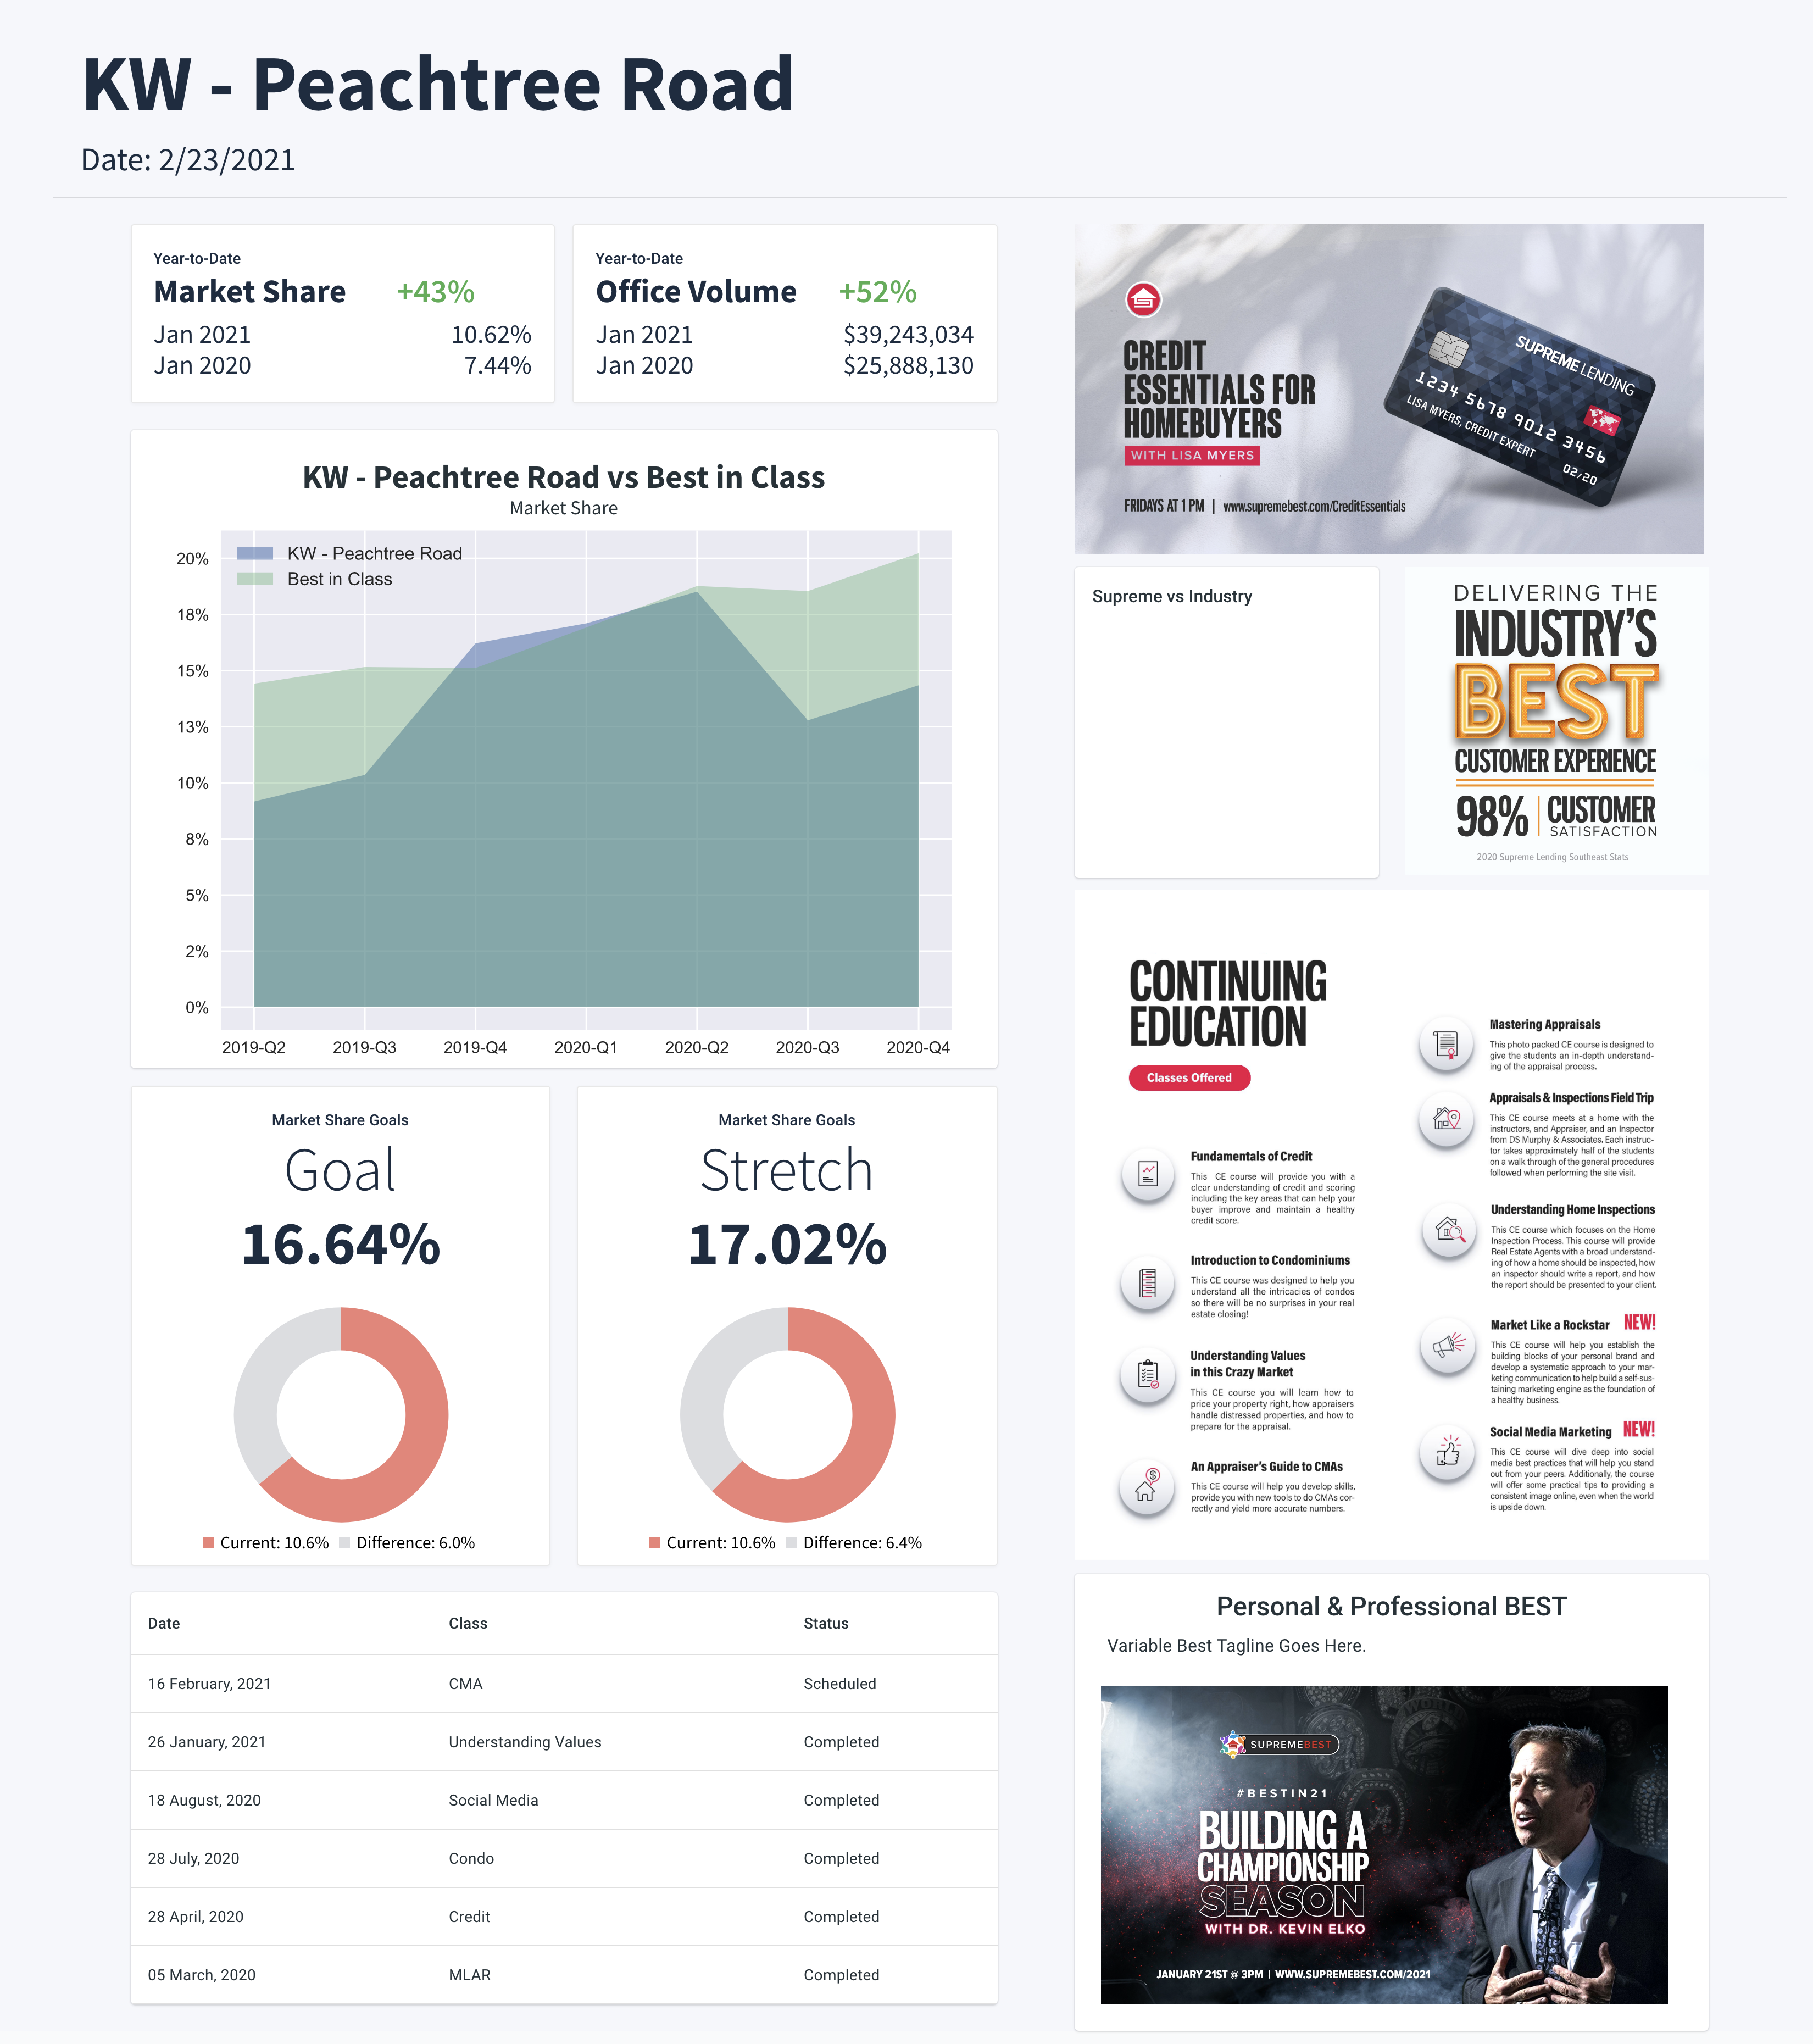 KW - Peachtree Road
Date: 2/23/2021
Year-to-Date
Market Share +43%
Jan 2021 10.62%
Jan 2020 7.44%
Year-to-Date
Office Volume +52%
Jan 2021 $39,243,034
Jan 2020 $25,888,130
KW - Peachtree Road vs Best in Class
Market Share
KW - Peachtree Road
Best in Class
20%
18%
15%
13%
10%
8%
5%
2%
0%
2019-Q2 2019-Q3 2019-Q4 2020-Q1 2020-Q2 2020-Q3 2020-Q4
Market Share Goals
Goal
16.64%
Current: 10.6% Difference: 6.0%
Market Share Goals
Stretch
17.02%
Current: 10.6% Difference: 6.4%
Date Class Status
16 February, 2021 CMA Scheduled
26 January, 2021 Understanding Values Completed
18 August, 2020 Social Media Completed
28 July, 2020 Condo Completed
28 April, 2020 Credit Completed
05 March, 2020 MLAR Completed
CREDIT
ESSENTIALS FOR
HOMEBUYERS
WITH LISA MYERS
FRIDAYS AT 1 PM | www.supremebest.com/CreditEssentials
SUPREME LENDING
1234 5678 9012 3456
LISA MYERS, CREDIT EXPERT
02/20
Supreme vs Industry
DELIVERING THE
INDUSTRY'S
BEST
CUSTOMER EXPERIENCE
98% | CUSTOMER
SATISFACTION
2020 Supreme Lending Southeast Stats
CONTINUING
EDUCATION
Classes Offered
Fundamentals of Credit
This CE course will provide you with a
clear understanding of credit and scoring
including the key areas that can help your
buyer improve and maintain a healthy
credit score.
Introduction to Condominiums
This CE course was designed to help you
understand all the intricacies of condos
so there will be no surprises in your real
estate closing!
Understanding Values
in this Crazy Market
This CE course you will learn how to
price your property right, how appraisers
handle distressed properties, and how to
prepare for the appraisal.
An Appraiser's Guide to CMAs
This CE course will help you develop skills,
provide you with new tools to do CMAs cor-
rectly and yield more accurate numbers.
Mastering Appraisals
This photo packed CE course is designed to
give the students an in-depth understand-
ing of the appraisal process.
Appraisals & Inspections Field Trip
This CE course meets at a home with the
instructors, and Appraiser, and an Inspector
from DS Murphy & Associates. Each instruc-
tor takes approximately half of the students
on a walk through of the general procedures
followed when performing the site visit.
Understanding Home Inspections
This CE course which focuses on the Home
Inspection Process. This course will provide
Real Estate Agents with a broad understand-
ing of how a home should be inspected, how
an inspector should write a report, and how
the report should be presented to your client.
Market Like a Rockstar NEW!
This CE course will help you establish the
building blocks of your personal brand and
develop a systematic approach to your mar-
keting communication to help build a self-sus-
taining marketing engine as the foundation of
a healthy business.
Social Media Marketing NEW!
This CE course will dive deep into social
media best practices that will help you stand
out from your peers. Additionally, the course
will offer some practical tips to providing a
consistent image online, even when the world
is upside down.
Personal & Professional BEST
Variable Best Tagline Goes Here.
SUPREMEBEST
#BESTIN21
BUILDING A
CHAMPIONSHIP
SEASON
WITH DR. KEVIN ELKO
JANUARY 21ST @ 3PM | WWW.SUPREMEBEST.COM/2021